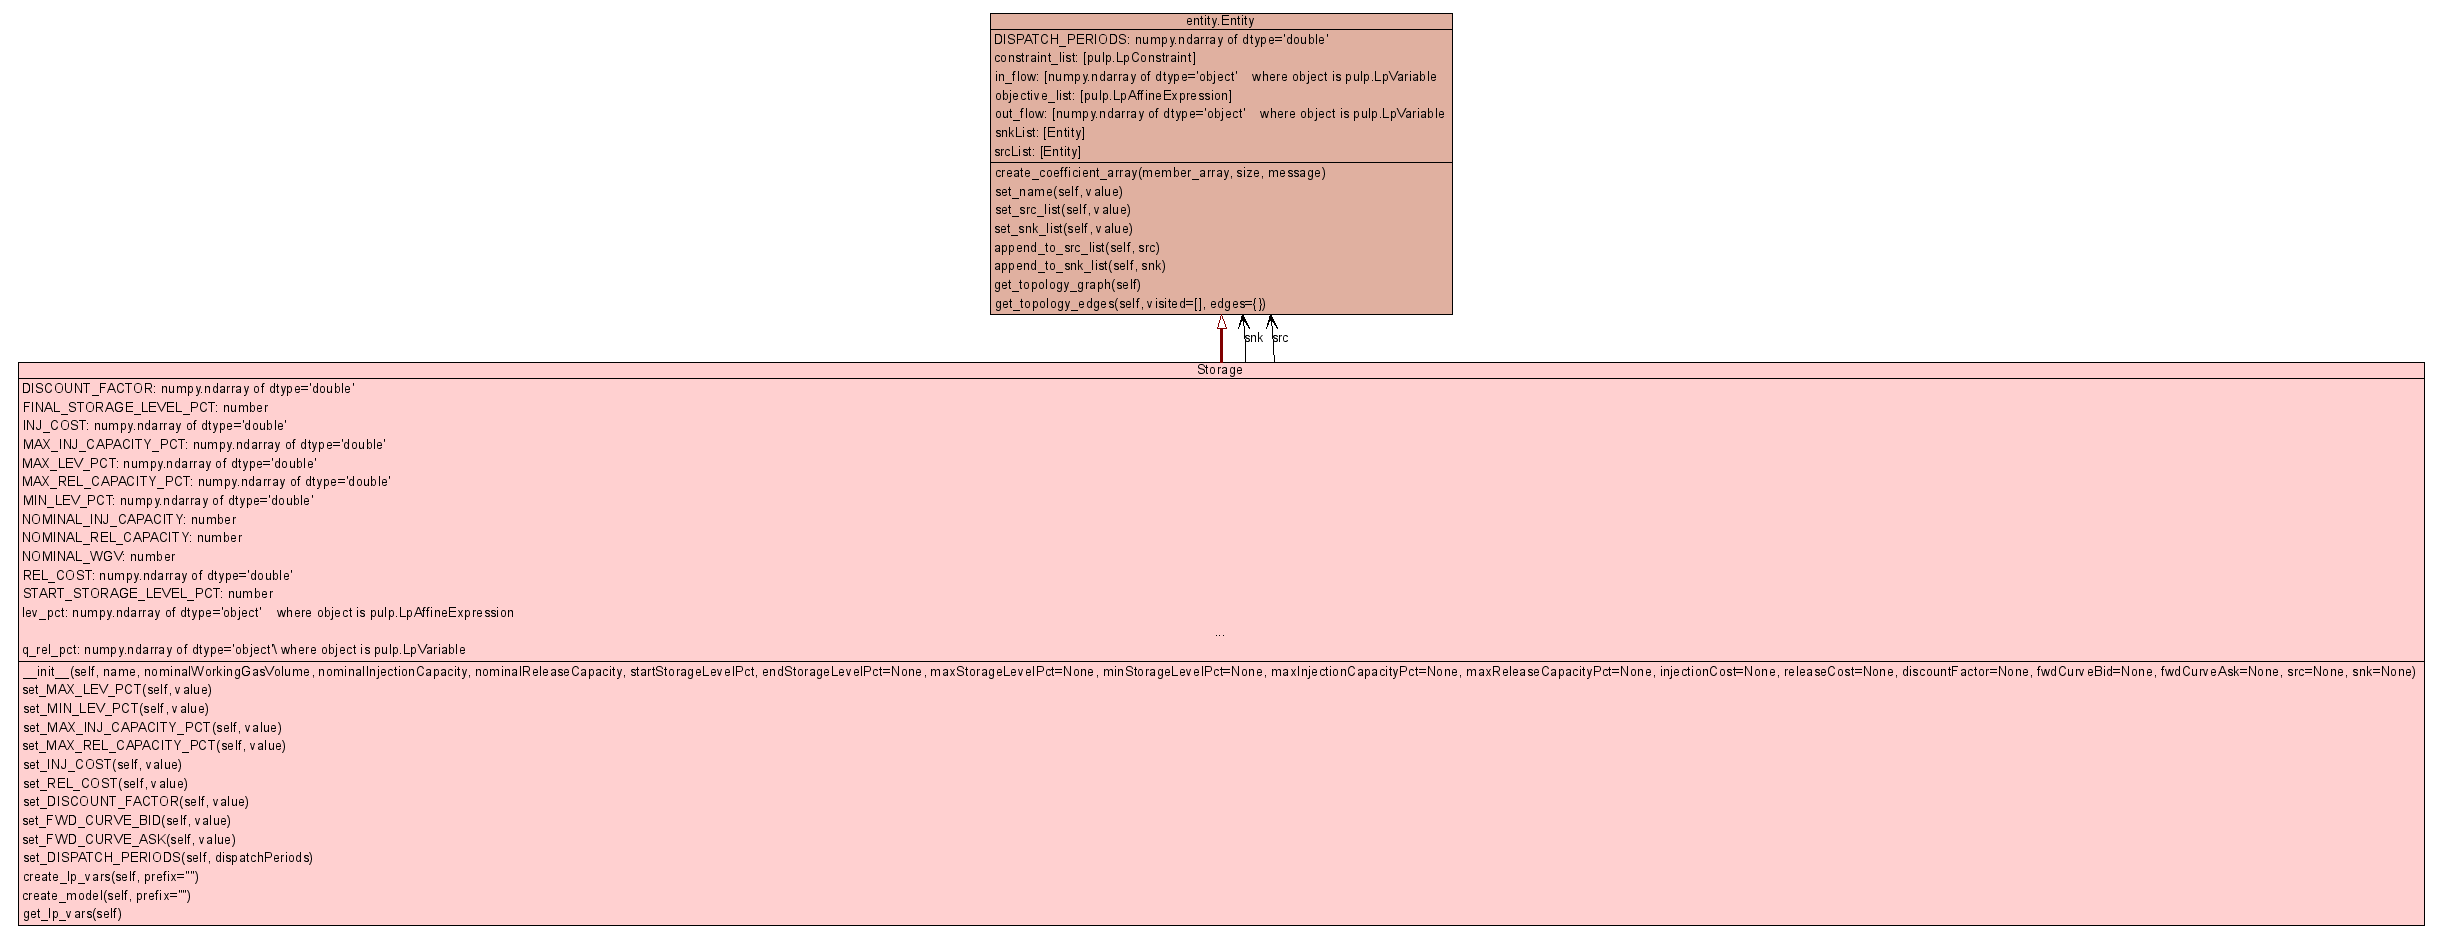 entity.Entity
DISPATCH_PERIODS: numpy.ndarray of dtype='double'
constraint_list: [pulp.LpConstraint]
in_flow: [numpy.ndarray of dtype='object' where object is pulp.LpVariable
objective_list: [pulp.LpAffineExpression]
out_flow: [numpy.ndarray of dtype='object' where object is pulp.LpVariable
snkList: [Entity]
srcList: [Entity]
create_coefficient_array(member_array, size, message)
set_name(self, value)
set_src_list(self, value)
set_snk_list(self, value)
append_to_src_list(self, src)
append_to_snk_list(self, snk)
get_topology_graph(self)
get_topology_edges(self, visited=[], edges={})
snk src
Storage
DISCOUNT_FACTOR: numpy.ndarray of dtype='double'
FINAL_STORAGE_LEVEL_PCT: number
INJ_COST: numpy.ndarray of dtype='double'
MAX_INJ_CAPACITY_PCT: numpy.ndarray of dtype='double'
MAX_LEV_PCT: numpy.ndarray of dtype='double'
MAX_REL_CAPACITY_PCT: numpy.ndarray of dtype='double'
MIN_LEV_PCT: numpy.ndarray of dtype='double'
NOMINAL_INJ_CAPACITY: number
NOMINAL_REL_CAPACITY: number
NOMINAL_WGV: number
REL_COST: numpy.ndarray of dtype='double'
START_STORAGE_LEVEL_PCT: number
lev_pct: numpy.ndarray of dtype='object' where object is pulp.LpAffineExpression
...
q_rel_pct: numpy.ndarray of dtype='object'\ where object is pulp.LpVariable
__init__(self, name, nominalWorkingGasVolume, nominalInjectionCapacity, nominalReleaseCapacity, startStorageLevelPct, endStorageLevelPct=None, maxStorageLevelPct=None, minStorageLevelPct=None, maxInjectionCapacityPct=None, maxReleaseCapacityPct=None, injectionCost=None, releaseCost=None, discountFactor=None, fwdCurveBid=None, fwdCurveAsk=None, src=None, snk=None)
set_MAX_LEV_PCT(self, value)
set_MIN_LEV_PCT(self, value)
set_MAX_INJ_CAPACITY_PCT(self, value)
set_MAX_REL_CAPACITY_PCT(self, value)
set_INJ_COST(self, value)
set_REL_COST(self, value)
set_DISCOUNT_FACTOR(self, value)
set_FWD_CURVE_BID(self, value)
set_FWD_CURVE_ASK(self, value)
set_DISPATCH_PERIODS(self, dispatchPeriods)
create_lp_vars(self, prefix="")
create_model(self, prefix="")
get_lp_vars(self)